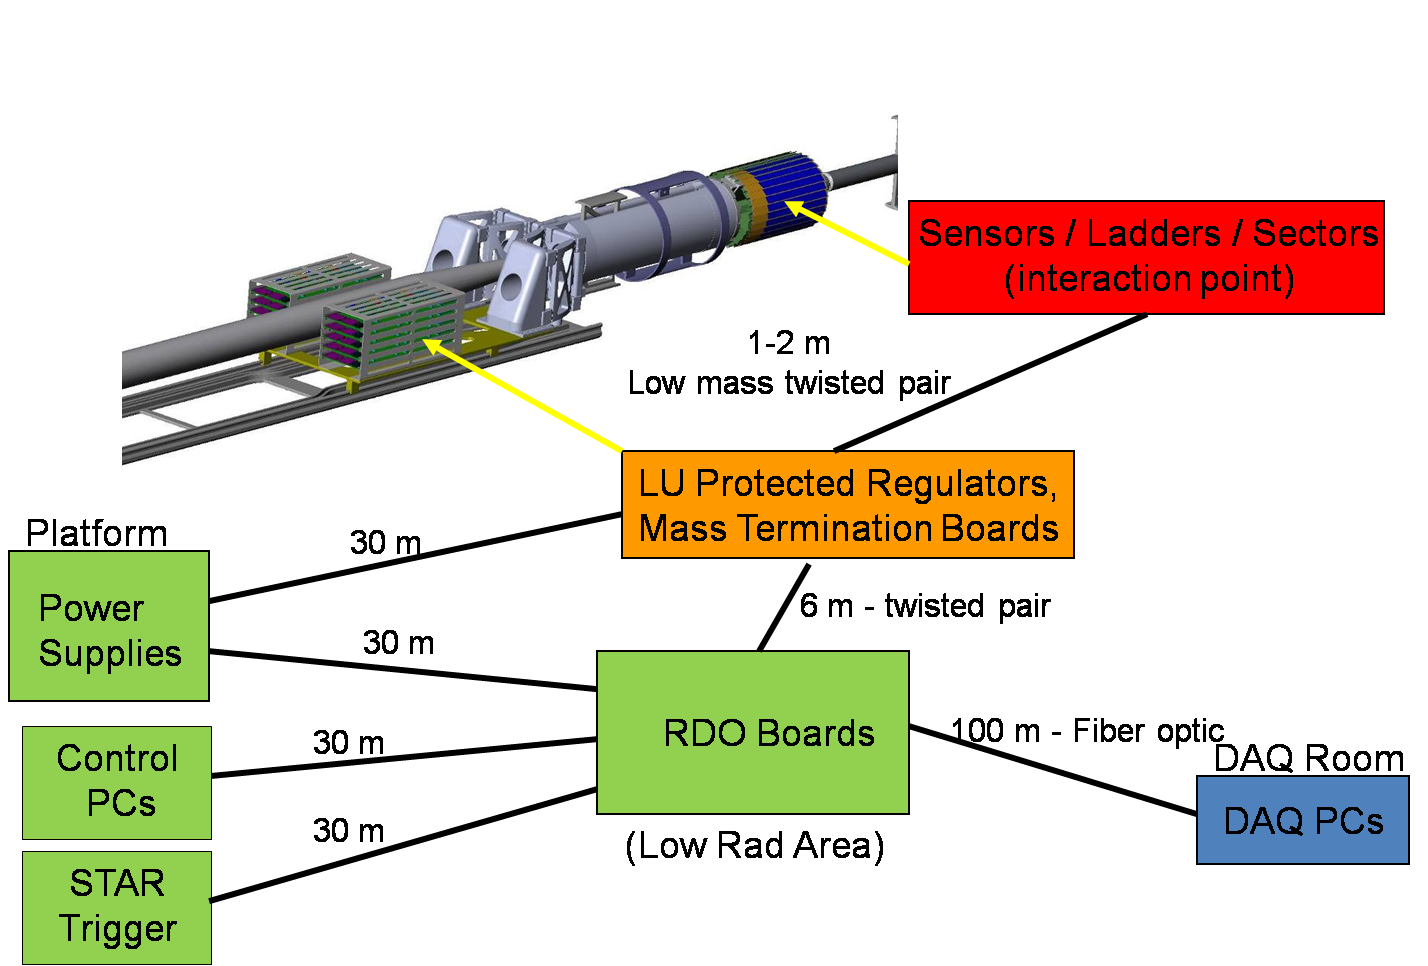 Sensors / Ladders / Sectors
(interaction point)
1-2 m
Low mass twisted pair
LU Protected Regulators,
Mass Termination Boards
Platform
30 m
Power
Supplies
6 m - twisted pair
30 m
RDO Boards
100 m - Fiber optic
Control
PCs
30 m
DAQ Room
DAQ PCs
30 m
(Low Rad Area)
STAR
Trigger